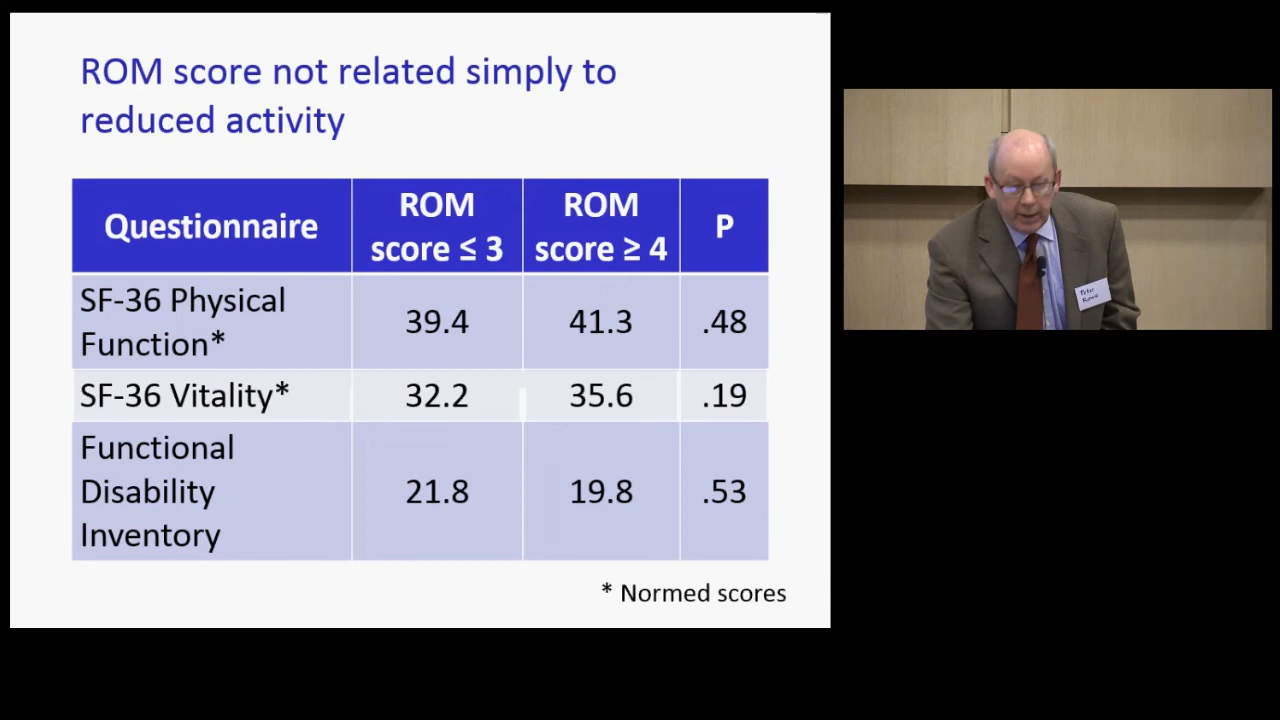 ROM score not related simply to
reduced activity
Questionnaire
ROM
score ≤ 3
ROM
score ≥ 4
P
SF-36 Physical
Function*
39.4
41.3
.48
SF-36 Vitality*
32.2
35.6
.19
Functional
Disability
Inventory
21.8
19.8
.53
* Normed scores
Peter
Rowe